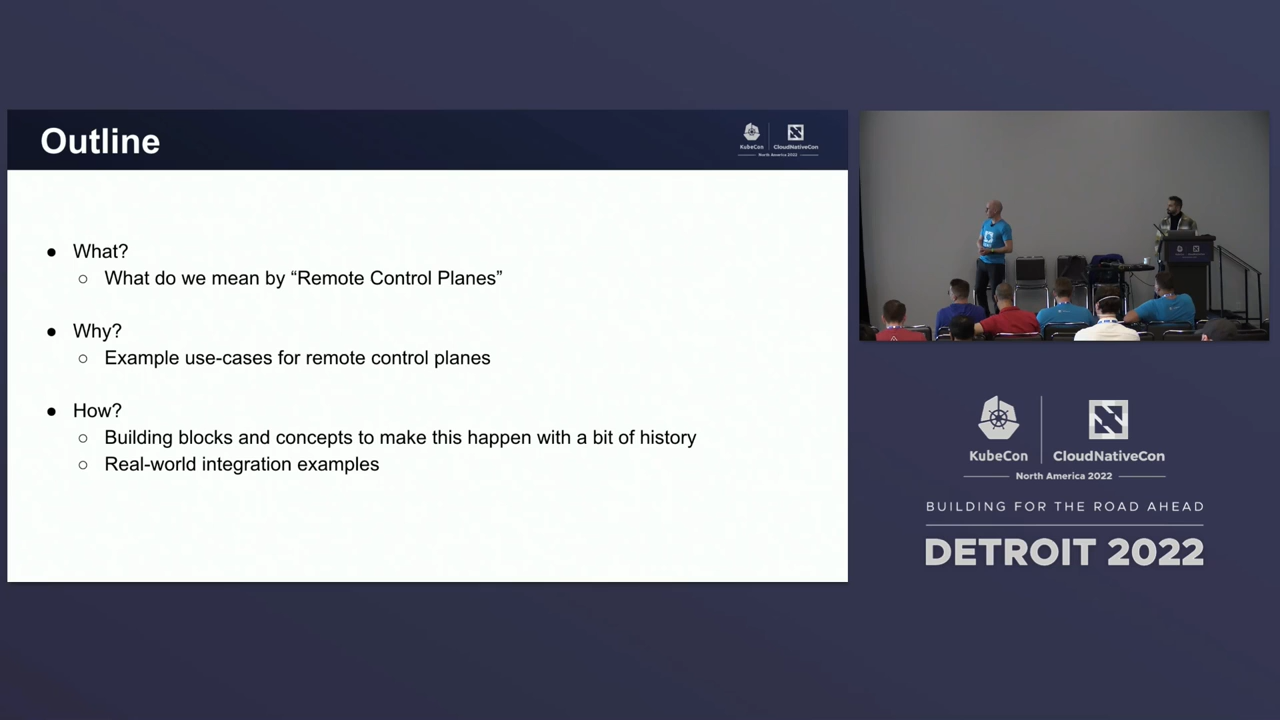 Outline
KubeCon
CloudNativeCon
North America 2022
● What?
○ What do we mean by “Remote Control Planes”
● Why?
○ Example use-cases for remote control planes
● How?
○ Building blocks and concepts to make this happen with a bit of history
○ Real-world integration examples
KubeCon
CloudNativeCon
North America 2022
BUILDING FOR THE ROAD AHEAD
DETROIT 2022